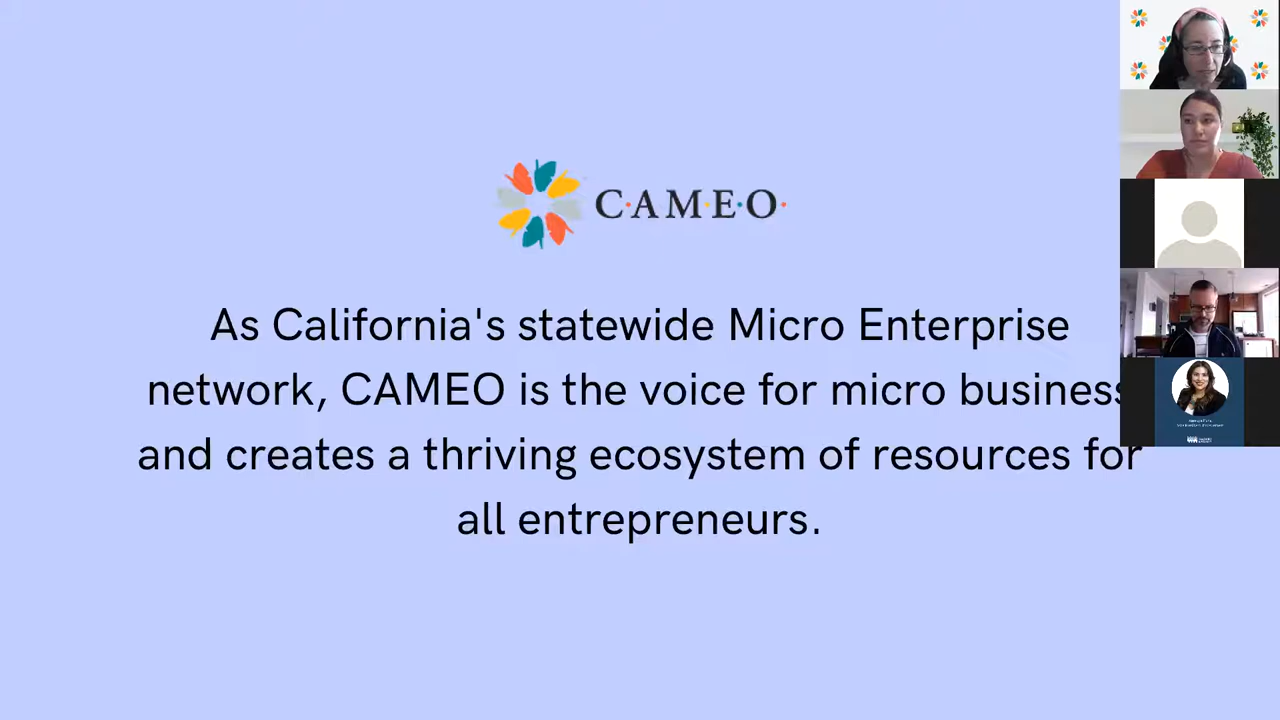 C·A·M·E·O·
As California's statewide Micro Enterprise
network, CAMEO is the voice for micro business
and creates a thriving ecosystem of resources for
all entrepreneurs.